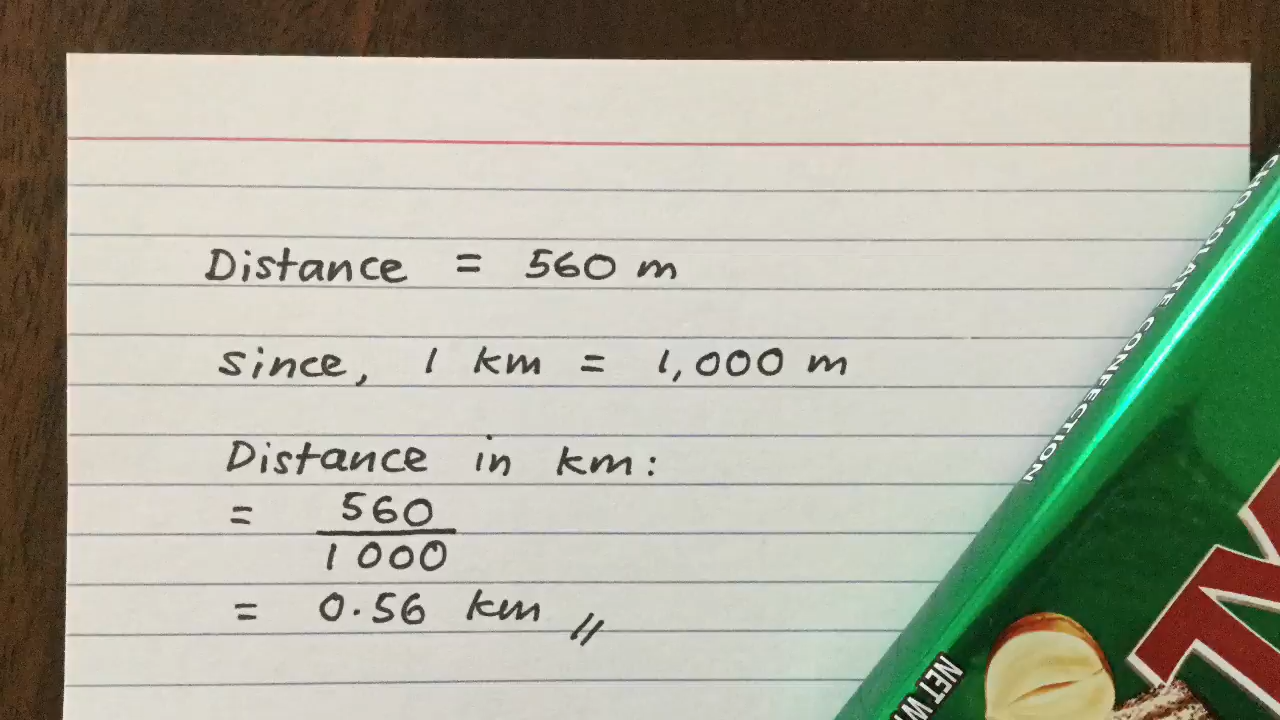 Distance = 560 m
since, 1 km = 1,000 m
Distance in km:
= 560
1000
= 0.56 km //
CHOCOLATE CONFECTION
NET W